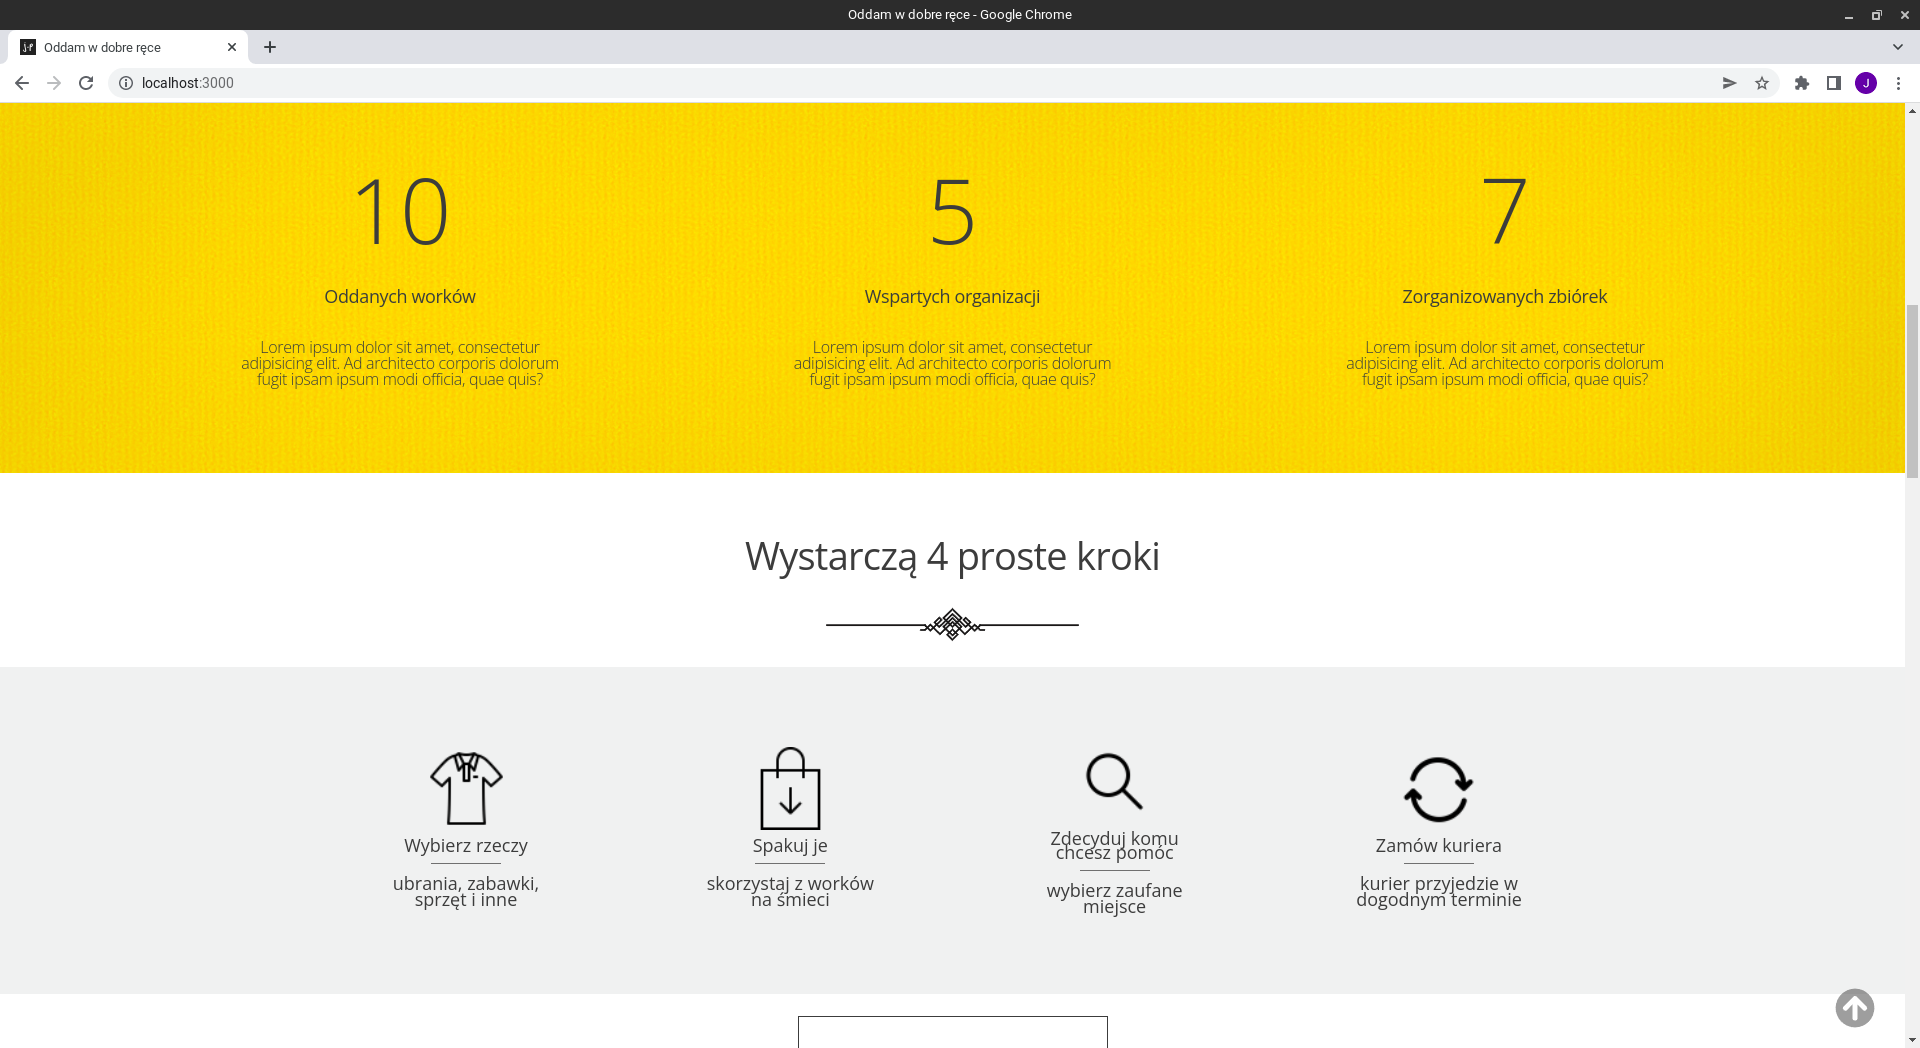 Oddam w dobre ręce - Google Chrome
Oddam w dobre ręce
localhost:3000
J
10
5
7
Oddanych worków
Wspartych organizacji
Zorganizowanych zbiórek
Lorem ipsum dolor sit amet, consectetur
adipisicing elit. Ad architecto corporis dolorum
fugit ipsam ipsum modi officia, quae quis?
Lorem ipsum dolor sit amet, consectetur
adipisicing elit. Ad architecto corporis dolorum
fugit ipsam ipsum modi officia, quae quis?
Lorem ipsum dolor sit amet, consectetur
adipisicing elit. Ad architecto corporis dolorum
fugit ipsam ipsum modi officia, quae quis?
Wystarczą 4 proste kroki
Wybierz rzeczy
ubrania, zabawki,
sprzęt i inne
Spakuj je
skorzystaj z worków
na śmieci
Zdecyduj komu
chcesz pomóc
wybierz zaufane
miejsce
Zamów kuriera
kurier przyjedzie w
dogodnym terminie